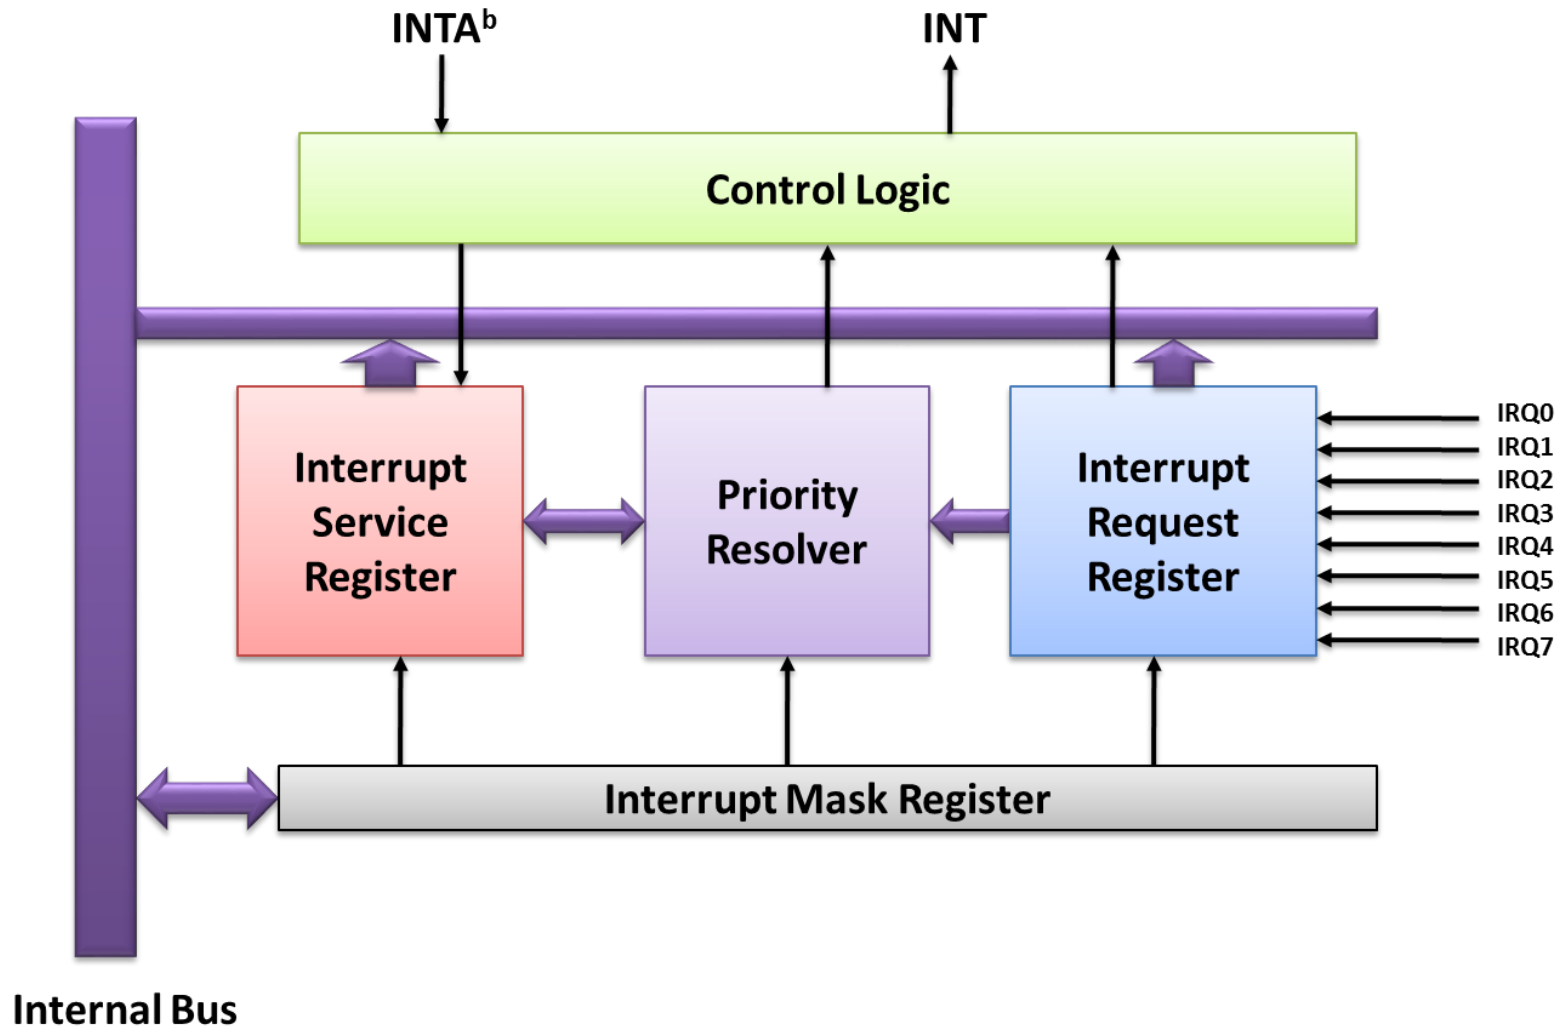 INTAᵇ
INT
Control Logic
Interrupt
Service
Register
Priority
Resolver
Interrupt
Request
Register
IRQ0
IRQ1
IRQ2
IRQ3
IRQ4
IRQ5
IRQ6
IRQ7
Interrupt Mask Register
Internal Bus